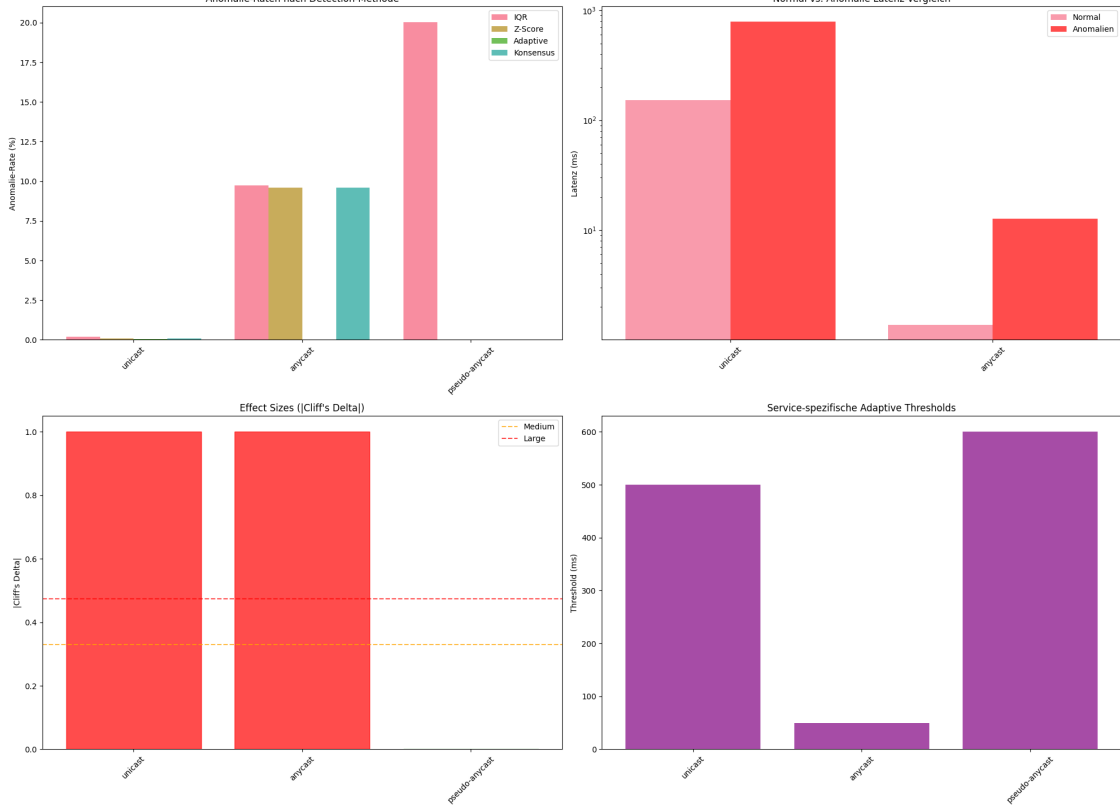 Anomalie-Raten nach Detection Methode
20.0
17.5
15.0
12.5
10.0
7.5
5.0
2.5
0.0
Anomalie-Rate (%)
IQR
Z-Score
Adaptive
Konsensus
unicast
anycast
pseudo-anycast
Normal vs. Anomalie Latenz Vergleich
10³
10²
10¹
Latenz (ms)
Normal
Anomalien
unicast
anycast
Effect Sizes (|Cliff's Delta|)
1.0
0.8
0.6
0.4
0.2
0.0
|Cliff's Delta|
Medium
Large
unicast
anycast
pseudo-anycast
Service-spezifische Adaptive Thresholds
600
500
400
300
200
100
0
Threshold (ms)
unicast
anycast
pseudo-anycast